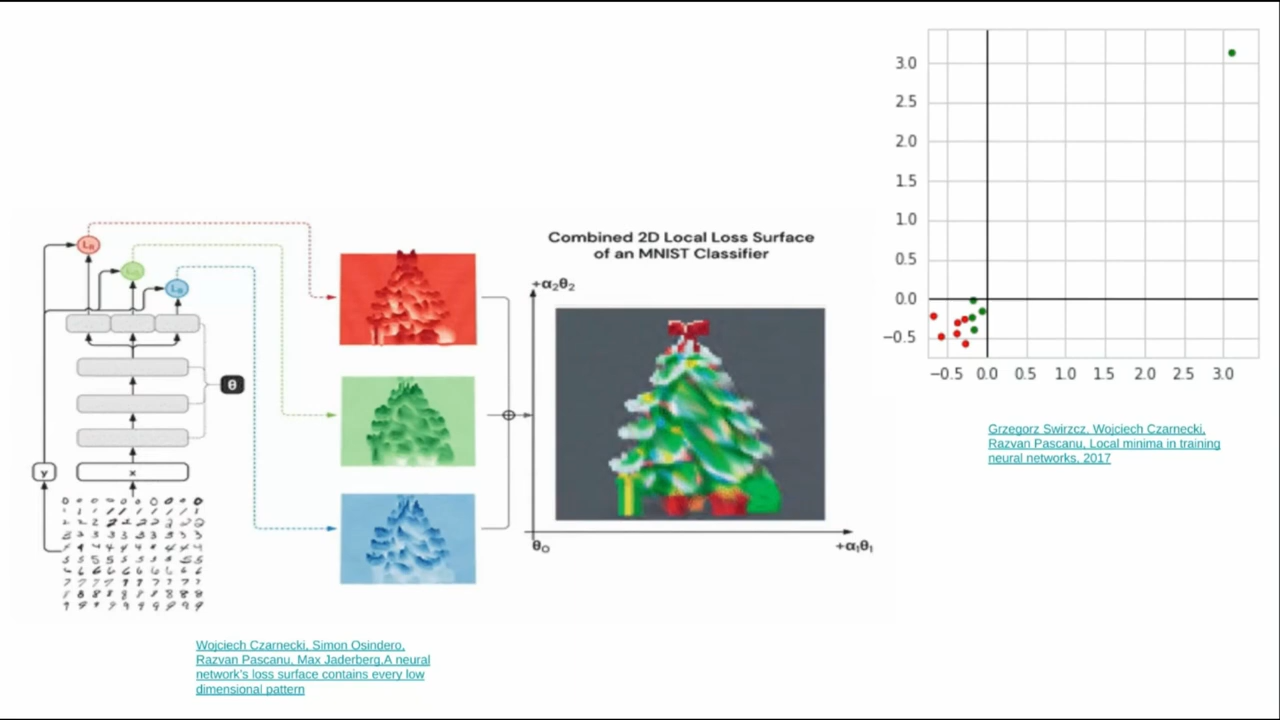 3.0
2.5
2.0
1.5
1.0
0.5
0.0
−0.5
−0.5 0.0 0.5 1.0 1.5 2.0 2.5 3.0
Grzegorz Swirzcz, Wojciech Czarnecki,
Razvan Pascanu, Local minima in training
neural networks, 2017
Combined 2D Local Loss Surface
of an MNIST Classifier
+α₂θ₂
θ₀
+α₁θ₁
θ
y
x
Wojciech Czarnecki, Simon Osindero,
Razvan Pascanu, Max Jaderberg,A neural
network's loss surface contains every low
dimensional pattern